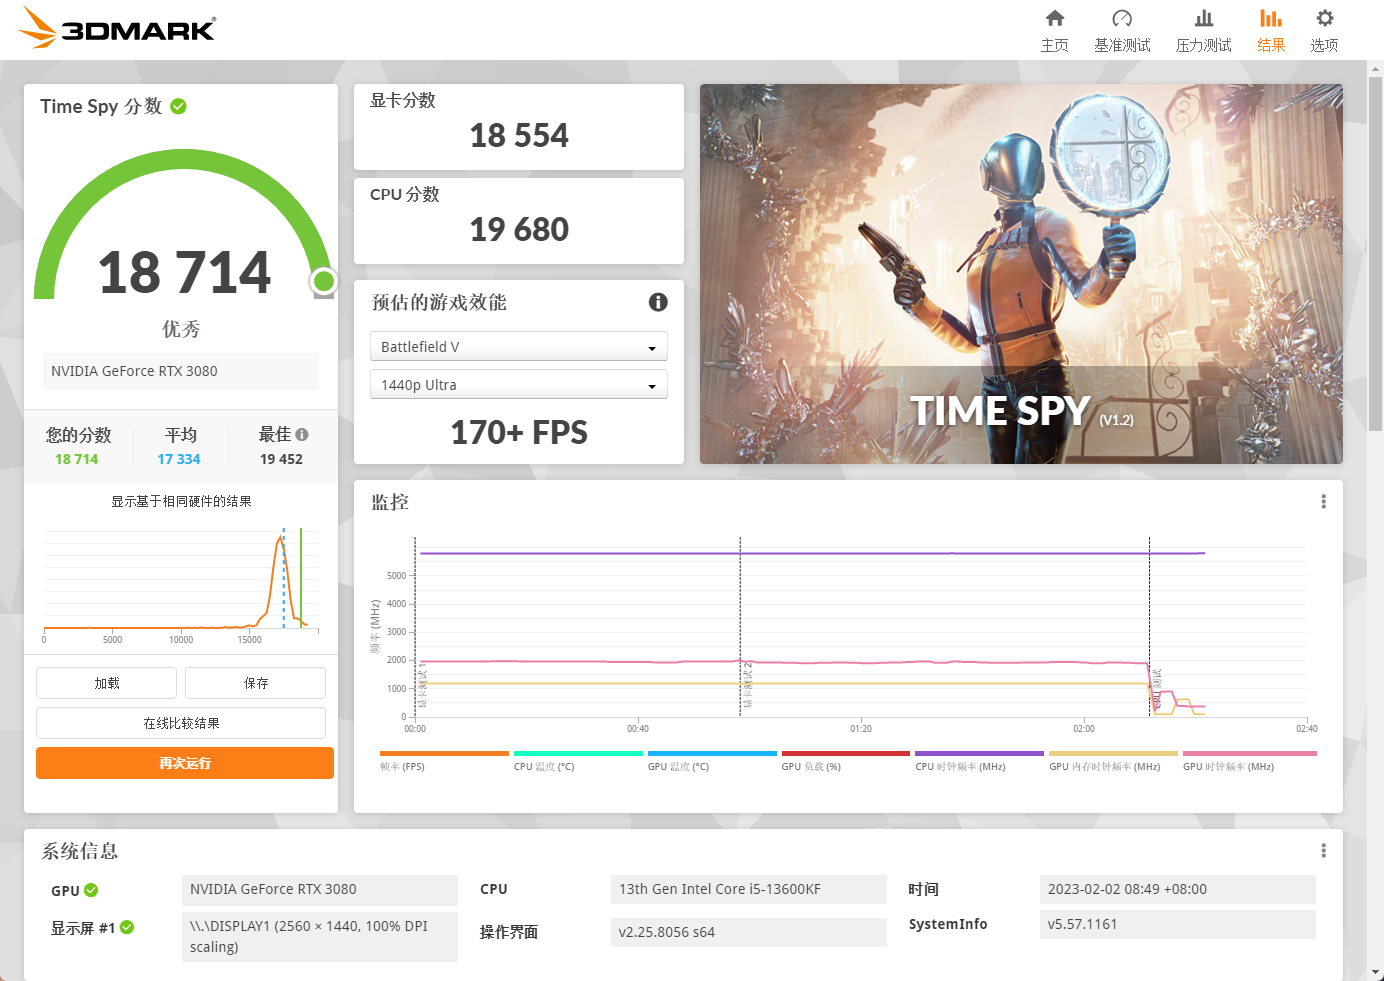 3DMARK
主页
基准测试
压力测试
结果
选项
Time Spy 分数
18 714
优秀
NVIDIA GeForce RTX 3080
您的分数
平均
最佳
18 714
17 334
19 452
显示基于相同硬件的结果
0
5000
10000
15000
加载
保存
在线比较结果
再次运行
显卡分数
18 554
CPU 分数
19 680
预估的游戏效能
Battlefield V
1440p Ultra
170+ FPS
TIME SPY (V1.2)
监控
频率 (MHz)
5000
4000
3000
2000
1000
0
显卡测试 1
显卡测试 2
CPU 测试
00:00
00:40
01:20
02:00
02:40
帧率 (FPS)
CPU 温度 (°C)
GPU 温度 (°C)
GPU 负载 (%)
CPU 时钟频率 (MHz)
GPU 内存时钟频率 (MHz)
GPU 时钟频率 (MHz)
系统信息
GPU
NVIDIA GeForce RTX 3080
CPU
13th Gen Intel Core i5-13600KF
时间
2023-02-02 08:49 +08:00
显示屏 #1
\\.\DISPLAY1 (2560 × 1440, 100% DPI
scaling)
操作界面
v2.25.8056 s64
SystemInfo
v5.57.1161